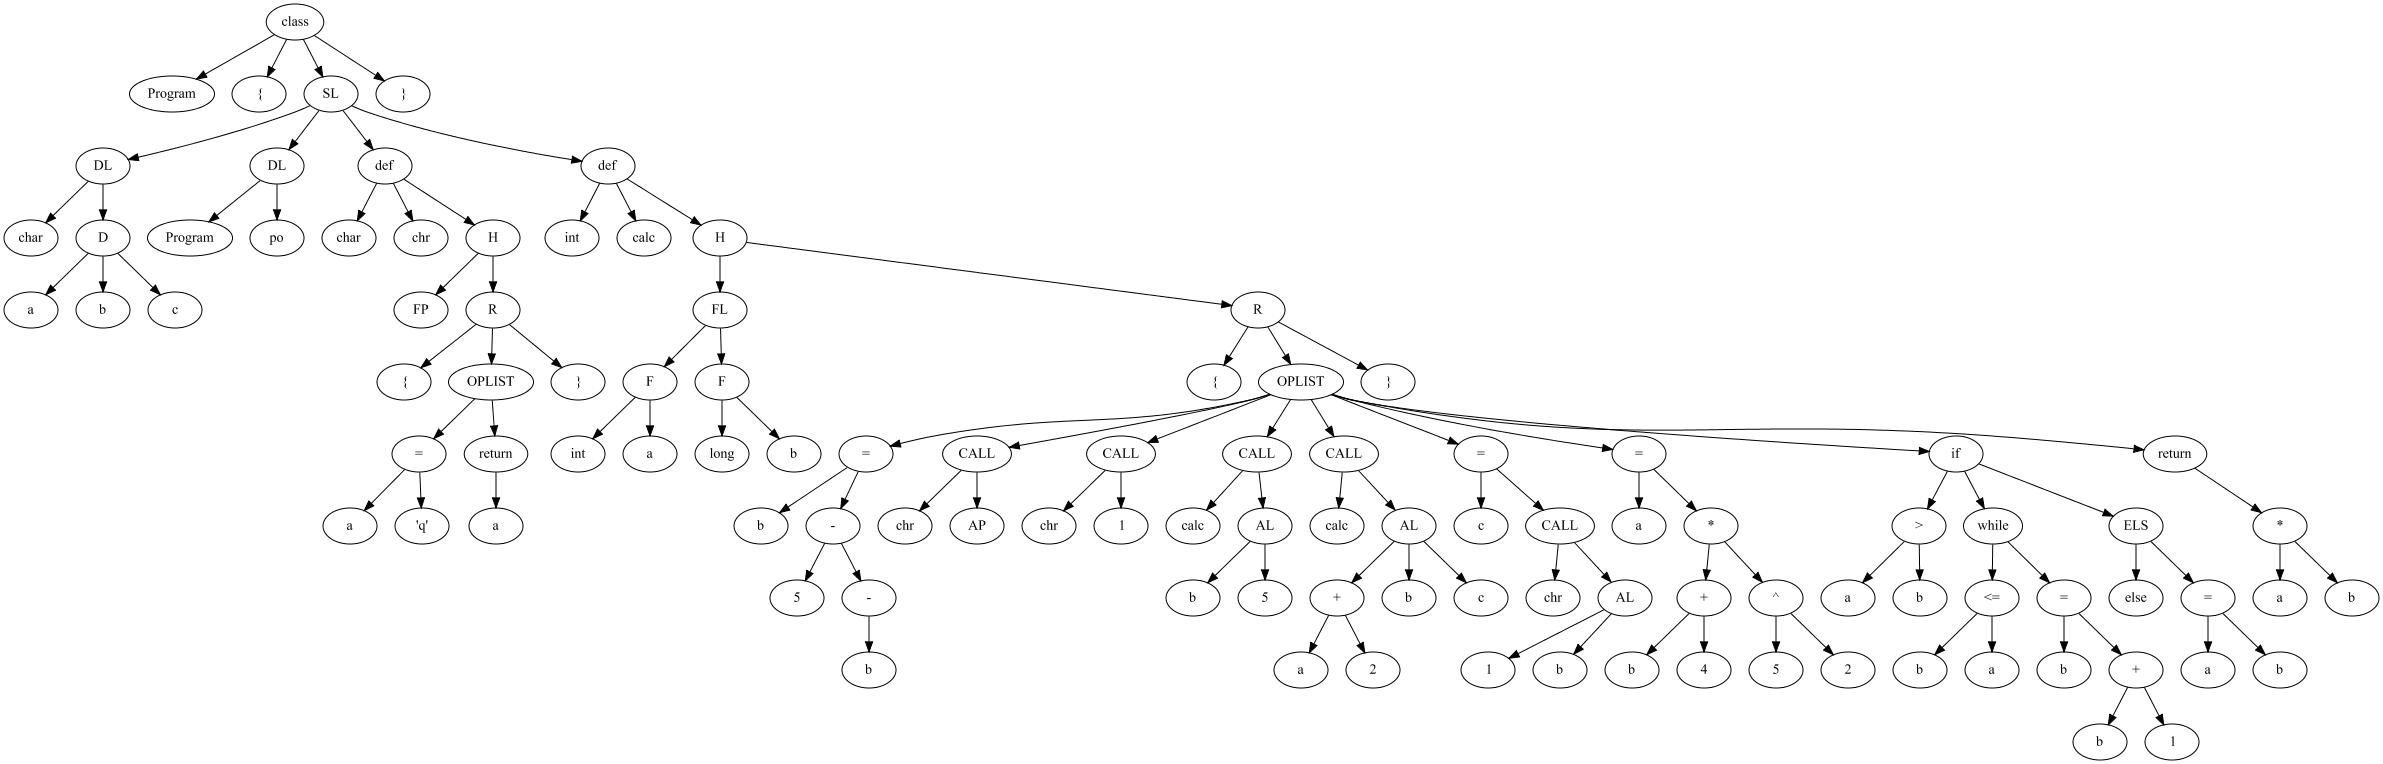 class
Program { SL }
DL DL def def
char D Program po char chr H int calc H
a b c FP R FL R
{ OPLIST } F F { OPLIST }
= return int a long b = CALL CALL CALL CALL = = if return
a 'q' a b - chr AP chr 1 calc AL calc AL c CALL a * > while ELS *
5 - b 5 + b c chr AL + ^ a b <= = else = a b
b a 2 1 b b 4 5 2 b a b + a b
b 1